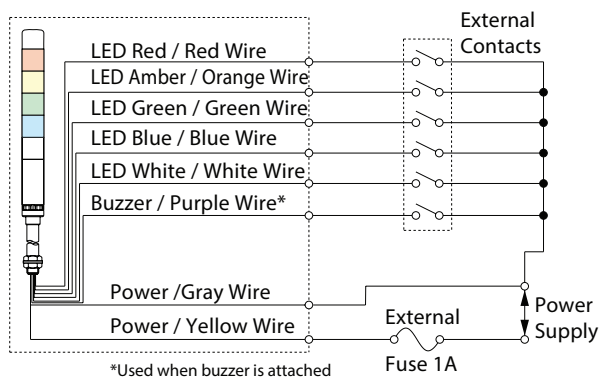 External
Contacts
LED Red / Red Wire
LED Amber / Orange Wire
LED Green / Green Wire
LED Blue / Blue Wire
LED White / White Wire
Buzzer / Purple Wire*
Power /Gray Wire
Power / Yellow Wire
External
Fuse 1A
Power
Supply
*Used when buzzer is attached